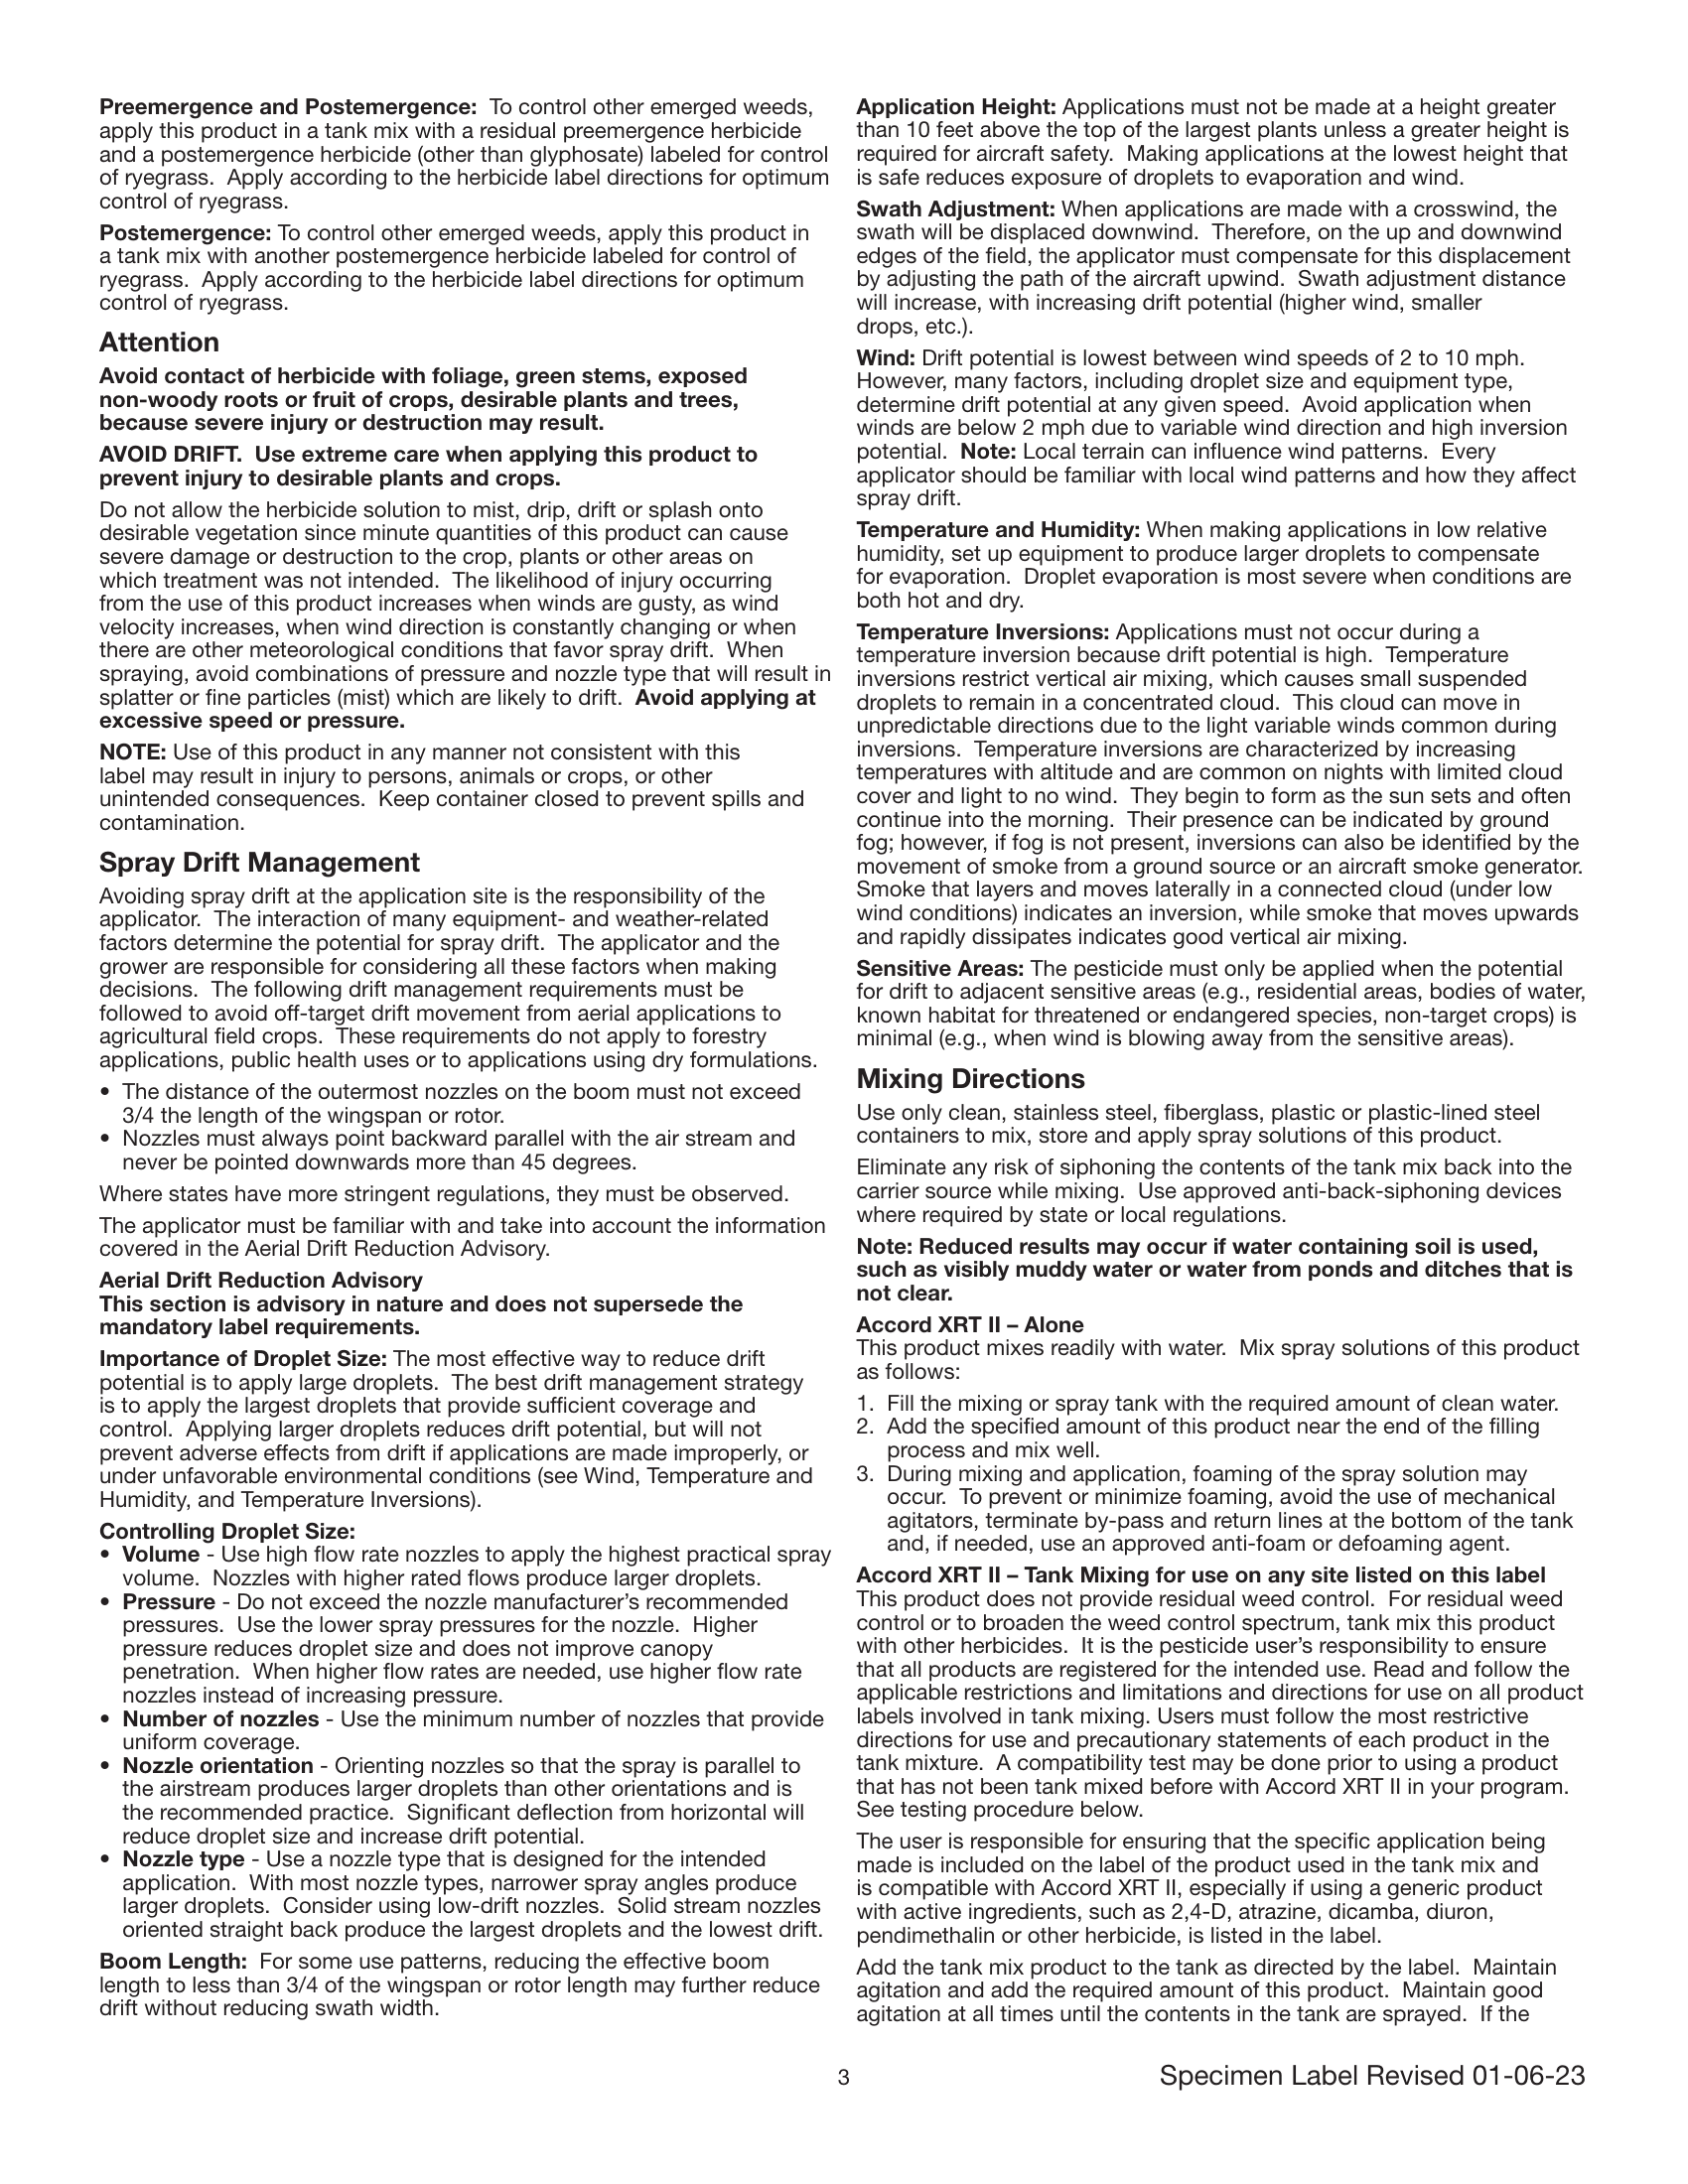 Preemergence and Postemergence:  To control other emerged weeds,
apply this product in a tank mix with a residual preemergence herbicide
and a postemergence herbicide (other than glyphosate) labeled for control
of ryegrass.  Apply according to the herbicide label directions for optimum
control of ryegrass.
Postemergence: To control other emerged weeds, apply this product in
a tank mix with another postemergence herbicide labeled for control of
ryegrass.  Apply according to the herbicide label directions for optimum
control of ryegrass.
Attention
Avoid contact of herbicide with foliage, green stems, exposed
non-woody roots or fruit of crops, desirable plants and trees,
because severe injury or destruction may result.
AVOID DRIFT.  Use extreme care when applying this product to
prevent injury to desirable plants and crops.
Do not allow the herbicide solution to mist, drip, drift or splash onto
desirable vegetation since minute quantities of this product can cause
severe damage or destruction to the crop, plants or other areas on
which treatment was not intended.  The likelihood of injury occurring
from the use of this product increases when winds are gusty, as wind
velocity increases, when wind direction is constantly changing or when
there are other meteorological conditions that favor spray drift.  When
spraying, avoid combinations of pressure and nozzle type that will result in
splatter or fine particles (mist) which are likely to drift.  Avoid applying at
excessive speed or pressure.
NOTE: Use of this product in any manner not consistent with this
label may result in injury to persons, animals or crops, or other
unintended consequences.  Keep container closed to prevent spills and
contamination.
Spray Drift Management
Avoiding spray drift at the application site is the responsibility of the
applicator.  The interaction of many equipment- and weather-related
factors determine the potential for spray drift.  The applicator and the
grower are responsible for considering all these factors when making
decisions.  The following drift management requirements must be
followed to avoid off-target drift movement from aerial applications to
agricultural field crops.  These requirements do not apply to forestry
applications, public health uses or to applications using dry formulations.
• The distance of the outermost nozzles on the boom must not exceed
3/4 the length of the wingspan or rotor.
• Nozzles must always point backward parallel with the air stream and
never be pointed downwards more than 45 degrees.
Where states have more stringent regulations, they must be observed.
The applicator must be familiar with and take into account the information
covered in the Aerial Drift Reduction Advisory.
Aerial Drift Reduction Advisory
This section is advisory in nature and does not supersede the
mandatory label requirements.
Importance of Droplet Size: The most effective way to reduce drift
potential is to apply large droplets.  The best drift management strategy
is to apply the largest droplets that provide sufficient coverage and
control.  Applying larger droplets reduces drift potential, but will not
prevent adverse effects from drift if applications are made improperly, or
under unfavorable environmental conditions (see Wind, Temperature and
Humidity, and Temperature Inversions).
Controlling Droplet Size:
• Volume - Use high flow rate nozzles to apply the highest practical spray
volume.  Nozzles with higher rated flows produce larger droplets.
• Pressure - Do not exceed the nozzle manufacturer’s recommended
pressures.  Use the lower spray pressures for the nozzle.  Higher
pressure reduces droplet size and does not improve canopy
penetration.  When higher flow rates are needed, use higher flow rate
nozzles instead of increasing pressure.
• Number of nozzles - Use the minimum number of nozzles that provide
uniform coverage.
• Nozzle orientation - Orienting nozzles so that the spray is parallel to
the airstream produces larger droplets than other orientations and is
the recommended practice.  Significant deflection from horizontal will
reduce droplet size and increase drift potential.
• Nozzle type - Use a nozzle type that is designed for the intended
application.  With most nozzle types, narrower spray angles produce
larger droplets.  Consider using low-drift nozzles.  Solid stream nozzles
oriented straight back produce the largest droplets and the lowest drift.
Boom Length:  For some use patterns, reducing the effective boom
length to less than 3/4 of the wingspan or rotor length may further reduce
drift without reducing swath width.
Application Height: Applications must not be made at a height greater
than 10 feet above the top of the largest plants unless a greater height is
required for aircraft safety.  Making applications at the lowest height that
is safe reduces exposure of droplets to evaporation and wind.
Swath Adjustment: When applications are made with a crosswind, the
swath will be displaced downwind.  Therefore, on the up and downwind
edges of the field, the applicator must compensate for this displacement
by adjusting the path of the aircraft upwind.  Swath adjustment distance
will increase, with increasing drift potential (higher wind, smaller
drops, etc.).
Wind: Drift potential is lowest between wind speeds of 2 to 10 mph.
However, many factors, including droplet size and equipment type,
determine drift potential at any given speed.  Avoid application when
winds are below 2 mph due to variable wind direction and high inversion
potential.  Note: Local terrain can influence wind patterns.  Every
applicator should be familiar with local wind patterns and how they affect
spray drift.
Temperature and Humidity: When making applications in low relative
humidity, set up equipment to produce larger droplets to compensate
for evaporation.  Droplet evaporation is most severe when conditions are
both hot and dry.
Temperature Inversions: Applications must not occur during a
temperature inversion because drift potential is high.  Temperature
inversions restrict vertical air mixing, which causes small suspended
droplets to remain in a concentrated cloud.  This cloud can move in
unpredictable directions due to the light variable winds common during
inversions.  Temperature inversions are characterized by increasing
temperatures with altitude and are common on nights with limited cloud
cover and light to no wind.  They begin to form as the sun sets and often
continue into the morning.  Their presence can be indicated by ground
fog; however, if fog is not present, inversions can also be identified by the
movement of smoke from a ground source or an aircraft smoke generator.
Smoke that layers and moves laterally in a connected cloud (under low
wind conditions) indicates an inversion, while smoke that moves upwards
and rapidly dissipates indicates good vertical air mixing.
Sensitive Areas: The pesticide must only be applied when the potential
for drift to adjacent sensitive areas (e.g., residential areas, bodies of water,
known habitat for threatened or endangered species, non-target crops) is
minimal (e.g., when wind is blowing away from the sensitive areas).
Mixing Directions
Use only clean, stainless steel, fiberglass, plastic or plastic-lined steel
containers to mix, store and apply spray solutions of this product.
Eliminate any risk of siphoning the contents of the tank mix back into the
carrier source while mixing.  Use approved anti-back-siphoning devices
where required by state or local regulations.
Note: Reduced results may occur if water containing soil is used,
such as visibly muddy water or water from ponds and ditches that is
not clear.
Accord XRT II – Alone
This product mixes readily with water.  Mix spray solutions of this product
as follows:
1. Fill the mixing or spray tank with the required amount of clean water.
2. Add the specified amount of this product near the end of the filling
process and mix well.
3. During mixing and application, foaming of the spray solution may
occur.  To prevent or minimize foaming, avoid the use of mechanical
agitators, terminate by-pass and return lines at the bottom of the tank
and, if needed, use an approved anti-foam or defoaming agent.
Accord XRT II – Tank Mixing for use on any site listed on this label
This product does not provide residual weed control.  For residual weed
control or to broaden the weed control spectrum, tank mix this product
with other herbicides.  It is the pesticide user’s responsibility to ensure
that all products are registered for the intended use. Read and follow the
applicable restrictions and limitations and directions for use on all product
labels involved in tank mixing. Users must follow the most restrictive
directions for use and precautionary statements of each product in the
tank mixture.  A compatibility test may be done prior to using a product
that has not been tank mixed before with Accord XRT II in your program.
See testing procedure below.
The user is responsible for ensuring that the specific application being
made is included on the label of the product used in the tank mix and
is compatible with Accord XRT II, especially if using a generic product
with active ingredients, such as 2,4-D, atrazine, dicamba, diuron,
pendimethalin or other herbicide, is listed in the label.
Add the tank mix product to the tank as directed by the label.  Maintain
agitation and add the required amount of this product.  Maintain good
agitation at all times until the contents in the tank are sprayed.  If the
3
Specimen Label Revised 01-06-23